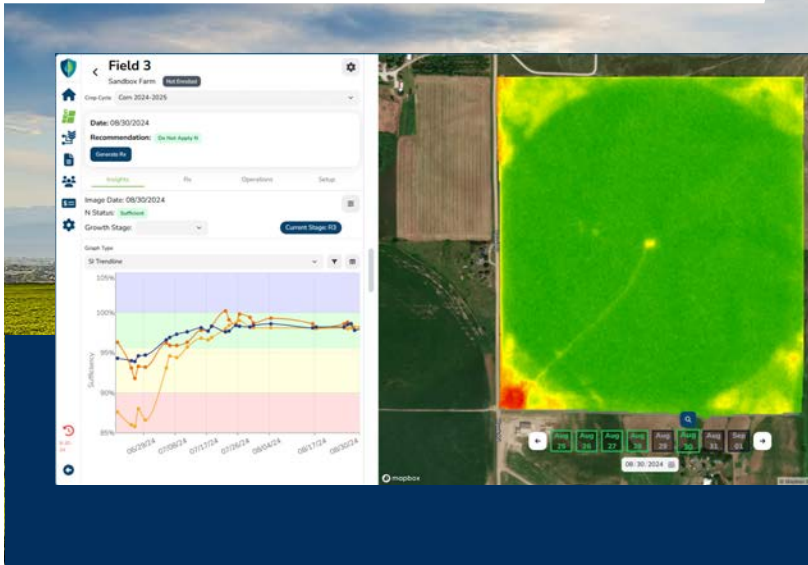 Field 3
Sandbox Farm Not Enrolled
Crop Cycle Corn 2024-2025
Date: 08/30/2024
Recommendation: Do Not Apply N
Generate Rx
Insights Rx Operations Setup
Image Date: 08/30/2024
N Status: Sufficient
Growth Stage: Current Stage: R3
Graph Type
SI Trendline
105%
100%
95%
90%
85%
Sufficiency
06/29/24 07/08/24 07/17/24 07/26/24 08/04/24 08/17/24 08/30/24
Aug 25 Aug 26 Aug 27 Aug 28 Aug 29 Aug 30 Aug 31 Sep 01
08/30/2024
mapbox